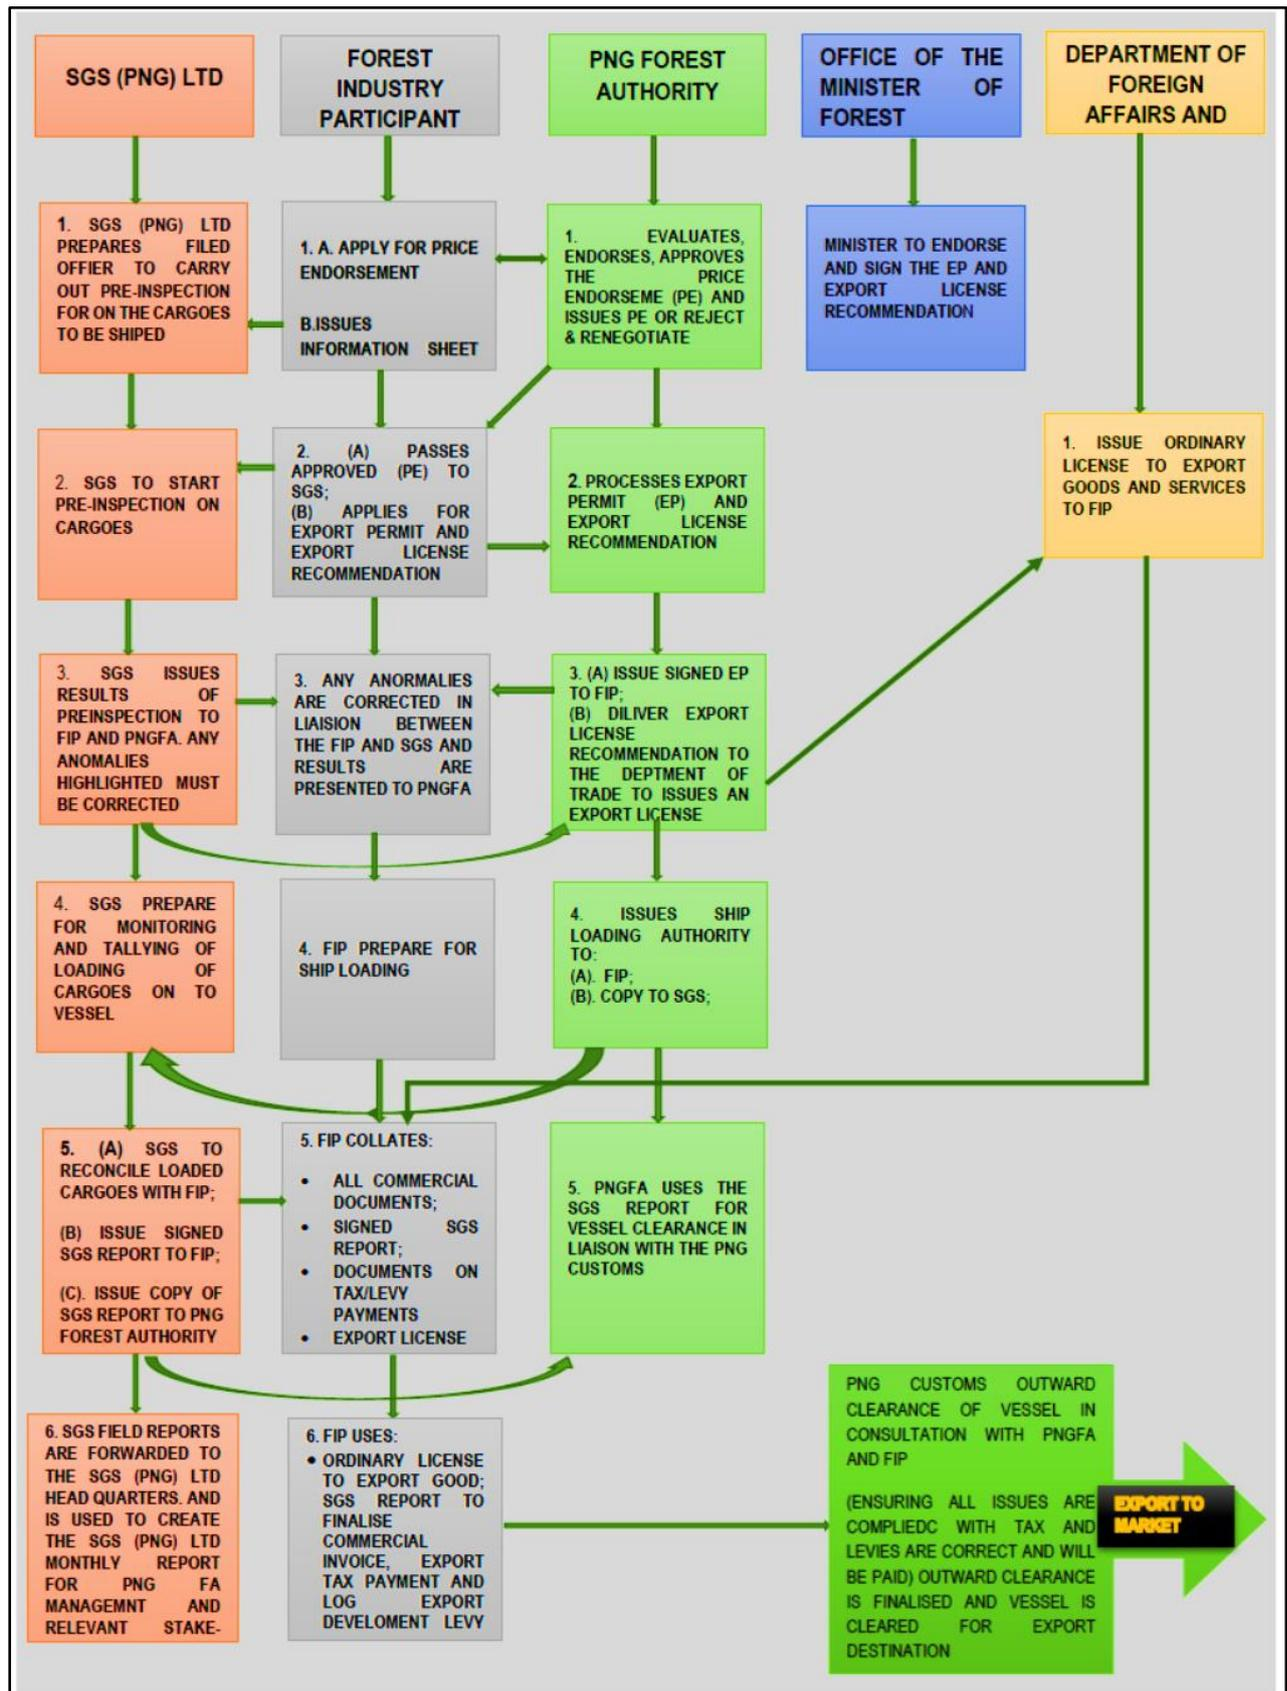 SGS (PNG) LTD
FOREST
INDUSTRY
PARTICIPANT
PNG FOREST
AUTHORITY
OFFICE OF THE
MINISTER OF
FOREST
DEPARTMENT OF
FOREIGN
AFFAIRS AND
1. SGS (PNG) LTD
PREPARES FILED
OFFIER TO CARRY
OUT PRE-INSPECTION
FOR ON THE CARGOES
TO BE SHIPED
1. A. APPLY FOR PRICE
ENDORSEMENT
B.ISSUES
INFORMATION SHEET
1. EVALUATES,
ENDORSES, APPROVES
THE PRICE
ENDORSEME (PE) AND
ISSUES PE OR REJECT
& RENEGOTIATE
MINISTER TO ENDORSE
AND SIGN THE EP AND
EXPORT LICENSE
RECOMMENDATION
1. ISSUE ORDINARY
LICENSE TO EXPORT
GOODS AND SERVICES
TO FIP
2. SGS TO START
PRE-INSPECTION ON
CARGOES
2. (A) PASSES
APPROVED (PE) TO
SGS;
(B) APPLIES FOR
EXPORT PERMIT AND
EXPORT LICENSE
RECOMMENDATION
2. PROCESSES EXPORT
PERMIT (EP) AND
EXPORT LICENSE
RECOMMENDATION
3. SGS ISSUES
RESULTS OF
PREINSPECTION TO
FIP AND PNGFA. ANY
ANOMALIES
HIGHLIGHTED MUST
BE CORRECTED
3. ANY ANORMALIES
ARE CORRECTED IN
LIAISION BETWEEN
THE FIP AND SGS AND
RESULTS ARE
PRESENTED TO PNGFA
3. (A) ISSUE SIGNED EP
TO FIP;
(B) DILIVER EXPORT
LICENSE
RECOMMENDATION TO
THE DEPTMENT OF
TRADE TO ISSUES AN
EXPORT LICENSE
4. SGS PREPARE
FOR MONITORING
AND TALLYING OF
LOADING OF
CARGOES ON TO
VESSEL
4. FIP PREPARE FOR
SHIP LOADING
4. ISSUES SHIP
LOADING AUTHORITY
TO:
(A). FIP;
(B). COPY TO SGS;
5. (A) SGS TO
RECONCILE LOADED
CARGOES WITH FIP;
(B) ISSUE SIGNED
SGS REPORT TO FIP;
(C). ISSUE COPY OF
SGS REPORT TO PNG
FOREST AUTHORITY
5. FIP COLLATES:
• ALL COMMERCIAL
DOCUMENTS;
• SIGNED SGS
REPORT;
• DOCUMENTS ON
TAX/LEVY
PAYMENTS
• EXPORT LICENSE
5. PNGFA USES THE
SGS REPORT FOR
VESSEL CLEARANCE IN
LIAISON WITH THE PNG
CUSTOMS
6. SGS FIELD REPORTS
ARE FORWARDED TO
THE SGS (PNG) LTD
HEAD QUARTERS. AND
IS USED TO CREATE
THE SGS (PNG) LTD
MONTHLY REPORT
FOR PNG FA
MANAGEMNT AND
RELEVANT STAKE-
6. FIP USES:
• ORDINARY LICENSE
TO EXPORT GOOD;
SGS REPORT TO
FINALISE
COMMERCIAL
INVOICE, EXPORT
TAX PAYMENT AND
LOG EXPORT
DEVELOMENT LEVY
PNG CUSTOMS OUTWARD
CLEARANCE OF VESSEL IN
CONSULTATION WITH PNGFA
AND FIP
(ENSURING ALL ISSUES ARE
COMPLIEDC WITH TAX AND
LEVIES ARE CORRECT AND WILL
BE PAID) OUTWARD CLEARANCE
IS FINALISED AND VESSEL IS
CLEARED FOR EXPORT
DESTINATION
EXPORT TO
MARKET